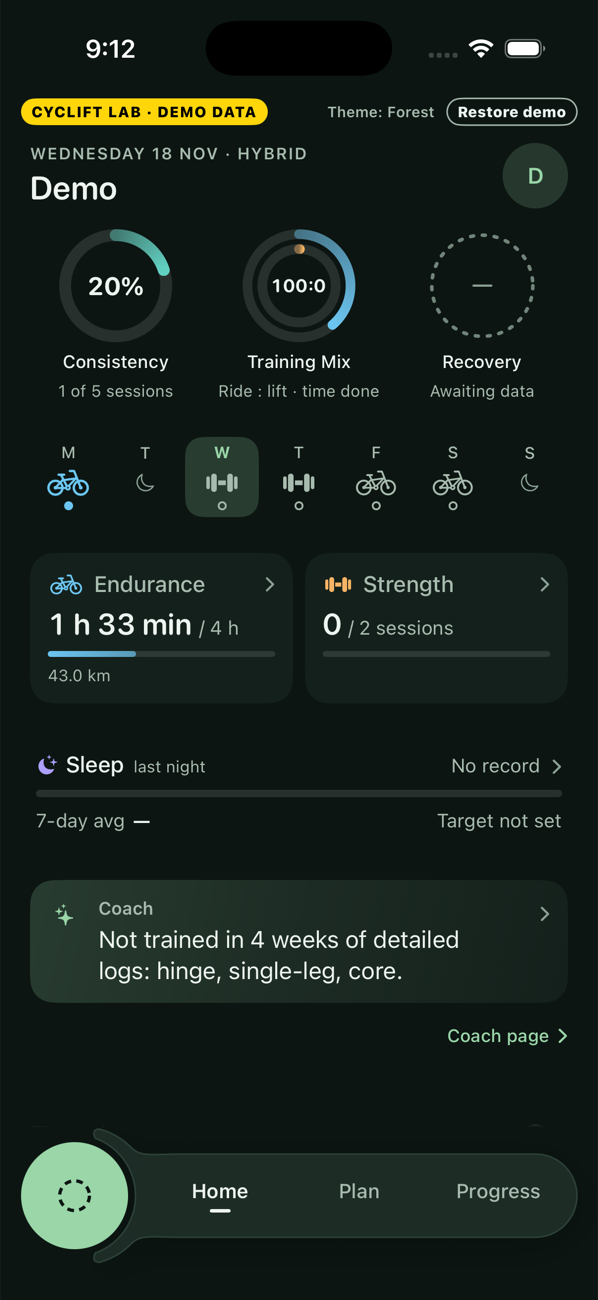 9:12
CYCLIFT LAB · DEMO DATA
Theme: Forest
Restore demo
WEDNESDAY 18 NOV · HYBRID
Demo
D
20%
100:0
—
Consistency
Training Mix
Recovery
1 of 5 sessions
Ride : lift · time done
Awaiting data
M T W T F S S
Endurance
1 h 33 min / 4 h
43.0 km
Strength
0 / 2 sessions
Sleep last night
No record
7-day avg —
Target not set
Coach
Not trained in 4 weeks of detailed
logs: hinge, single-leg, core.
Coach page
Home
Plan
Progress